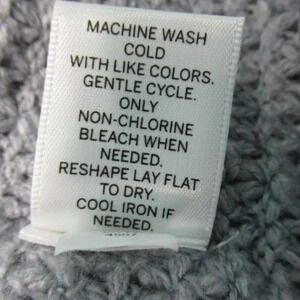 MACHINE WASH
COLD
WITH LIKE COLORS.
GENTLE CYCLE.
ONLY
NON-CHLORINE
BLEACH WHEN
NEEDED.
RESHAPE LAY FLAT
TO DRY.
COOL IRON IF
NEEDED.